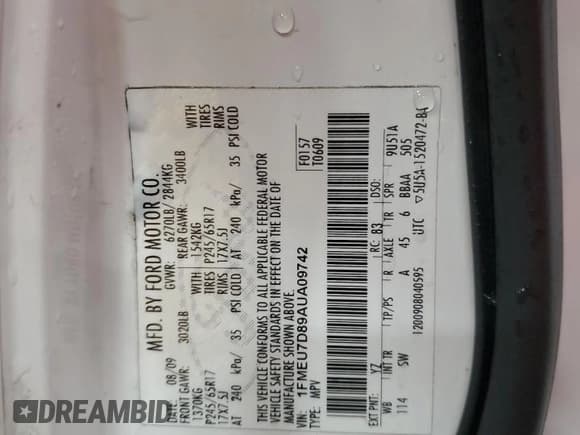 MFD. BY FORD MOTOR CO.
DATE: 08/09 GVWR: 6270LB/ 2844KG
FRONT GAWR: 3020LB REAR GAWR: 3400LB
1370KG WITH 1542KG WITH
P245/65R17 TIRES P245/65R17 TIRES
17X7.5J RIMS 17X7.5J RIMS
AT 240 kPa/ 35 PSI COLD AT 240 kPa/ 35 PSI COLD
THIS VEHICLE CONFORMS TO ALL APPLICABLE FEDERAL MOTOR
VEHICLE SAFETY STANDARDS IN EFFECT ON THE DATE OF
MANUFACTURE SHOWN ABOVE.
VIN: 1FMEU7D89AUA09742
TYPE: MPV
F0157
T0609
EXT PNT: YZ RC: B3 DSO:
WB INT TR TP/PS R AXLE TR SPR 9U51A
114 SW A 45 6 BBAA 505
1200908040595 UTC 5U5A-1520472-BA
DREAMBID
dreambid.com